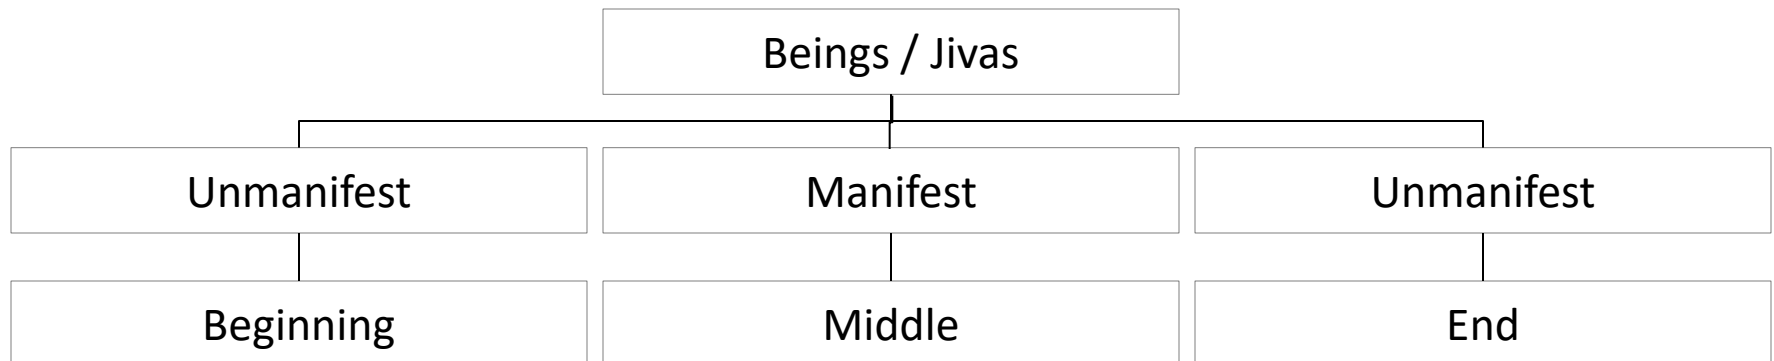 Beings / Jivas
Unmanifest
Manifest
Unmanifest
Beginning
Middle
End